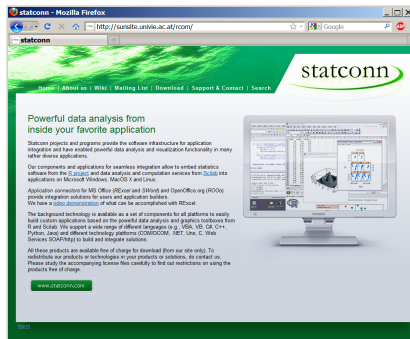 statconn - Mozilla Firefox
http://sunsite.univie.ac.at/rcom/
Google
statconn
statconn
Home | About us | Wiki | Mailing List | Download | Support & Contact | Search
Powerful data analysis from
inside your favorite application
Statconn projects and programs provide the software infrastructure for application
integration and have enabled powerful data analysis and visualization functionality in many
rather diverse applications.
Our components and applications for seamless integration allow to embed statistics
software from the R project and data analysis and computation services from Scilab into
applications on Microsoft Windows, MacOS X and Linux.
Application connectors for MS Office (RExcel and SWord) and OpenOffice.org (ROOo)
provide integration solutions for users and application builders.
We have a video demonstration of what can be accomplished with RExcel.
The background technology is available as a set of components for all platforms to easily
build custom applications based on the powerful data analysis and graphics toolboxes from
R and Scilab. We support a wide range of different languages (e.g., VBA, VB, C#, C++,
Python, Java) and different technology platforms (COM/DCOM, .NET, Uno, C, Web
Services SOAP/http) to build and integrate solutions.
All these products are available free of charge for download (from our site only). To
redistribute our products or technologies in your products or solutions, do contact us.
Please study the accompanying license files carefully to find out restrictions on using the
products free of charge.
www.statconn.com